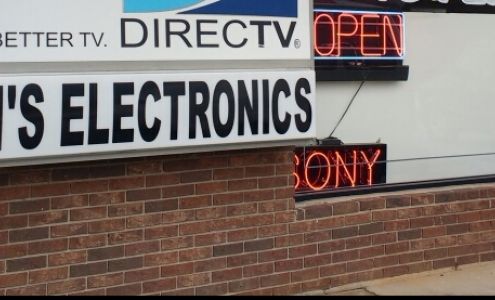 BETTER TV. DIRECTV®
OPEN
'S ELECTRONICS
SONY